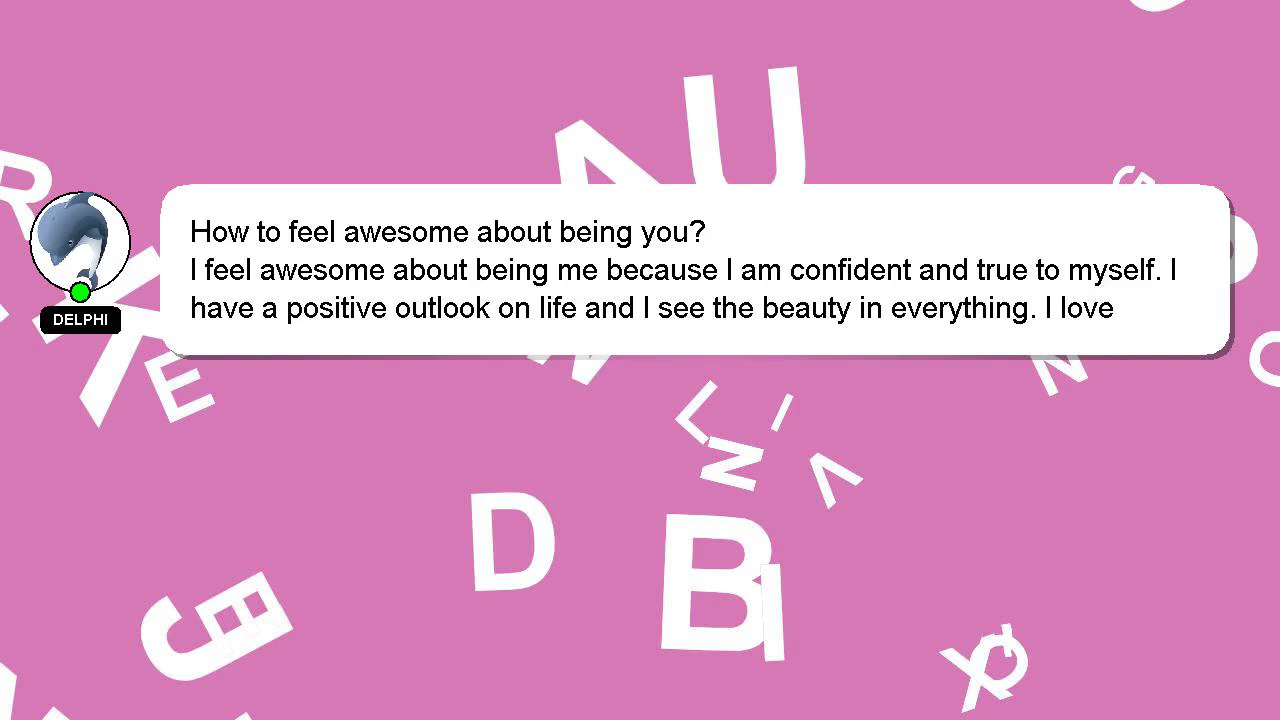 How to feel awesome about being you?
I feel awesome about being me because I am confident and true to myself. I
have a positive outlook on life and I see the beauty in everything. I love
DELPHI
A
U
R
G
E
N
L
I
N
V
D
B
I
C
E
X
Q